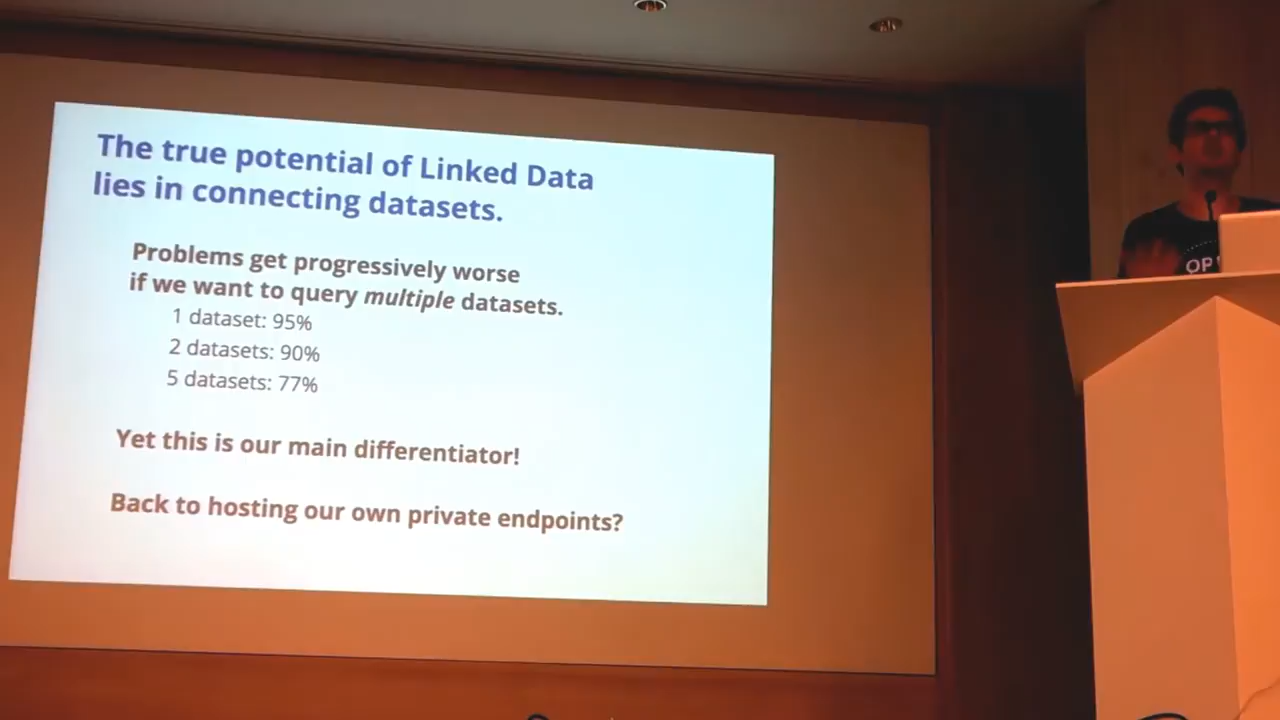 The true potential of Linked Data
lies in connecting datasets.
Problems get progressively worse
if we want to query multiple datasets.
1 dataset: 95%
2 datasets: 90%
5 datasets: 77%
Yet this is our main differentiator!
Back to hosting our own private endpoints?